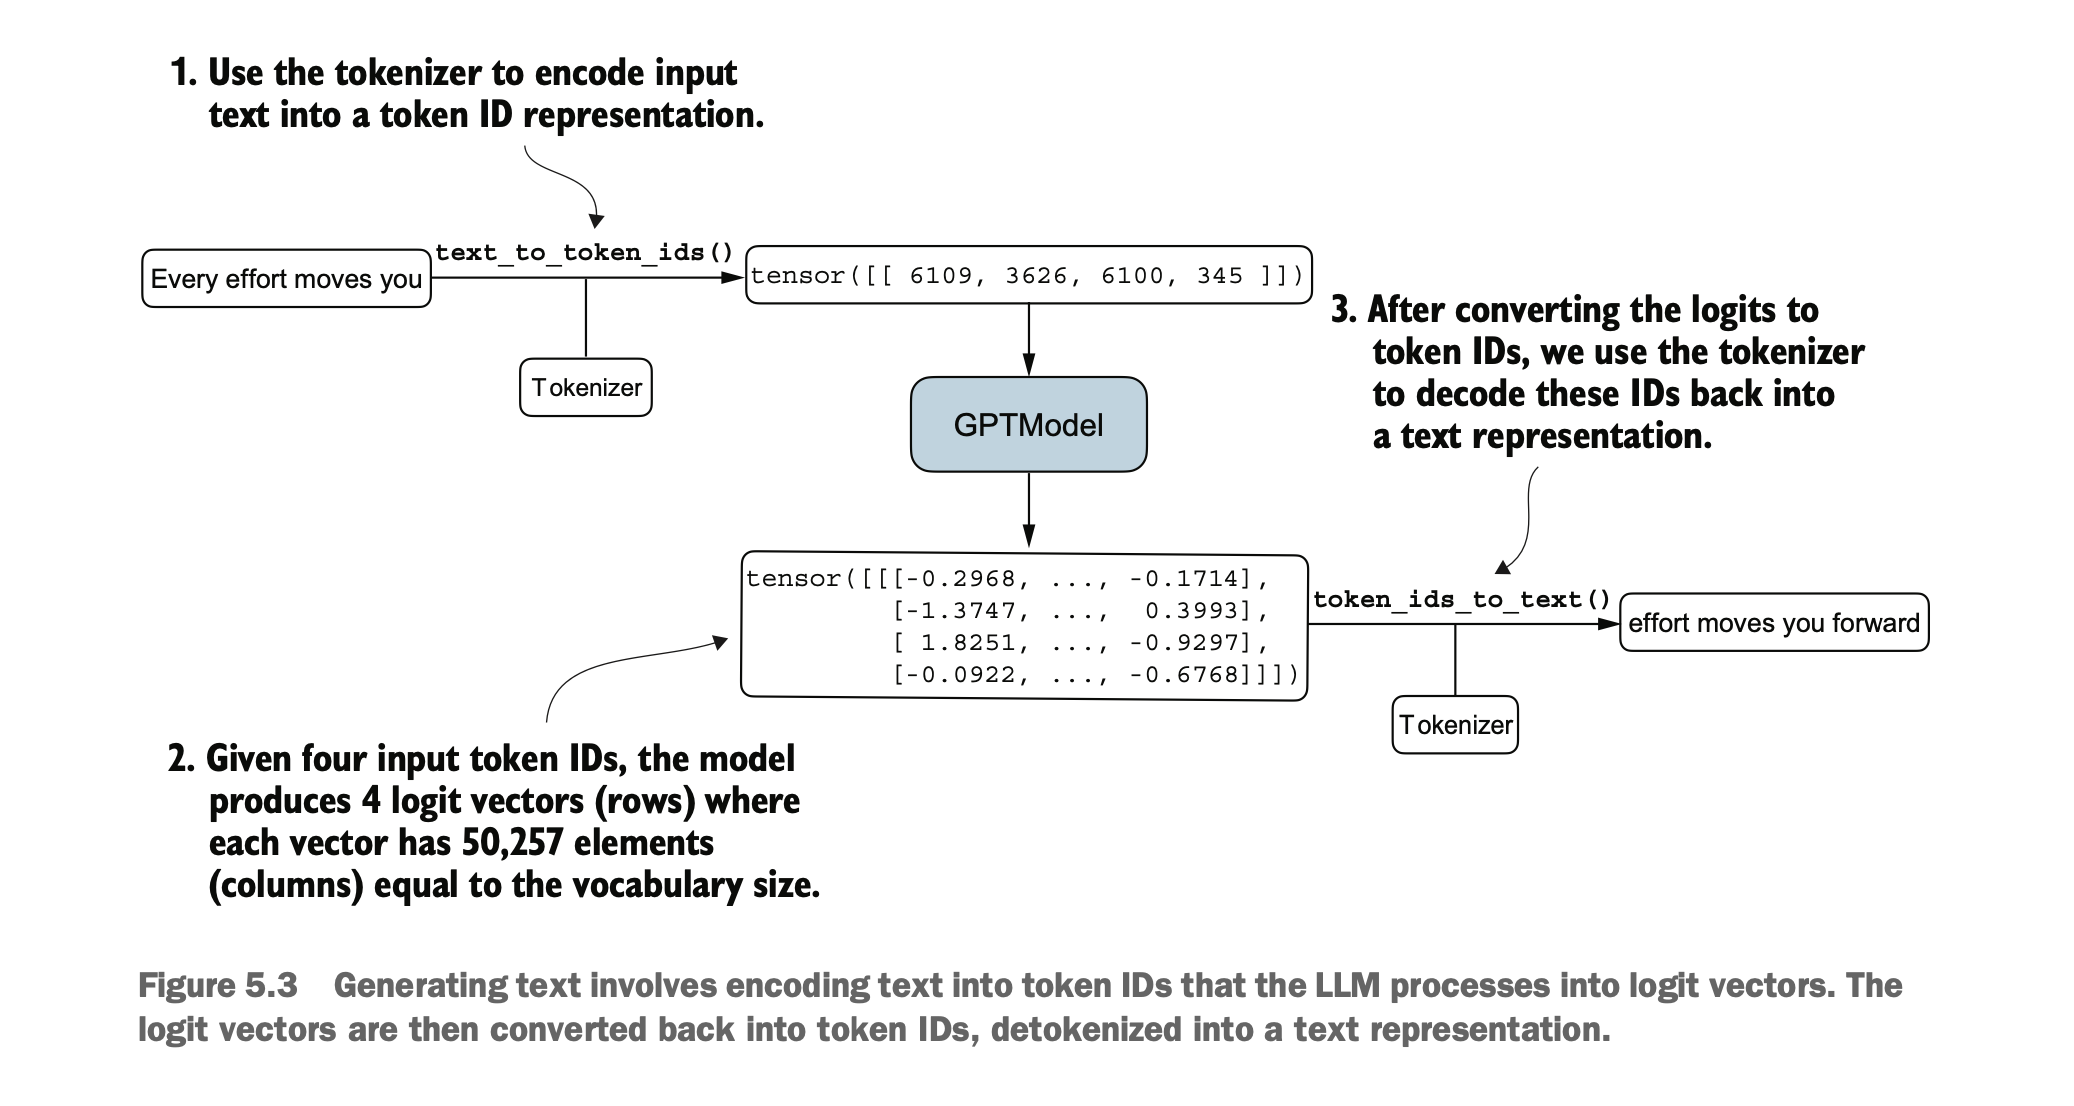 1. Use the tokenizer to encode input
text into a token ID representation.
Every effort moves you
text_to_token_ids()
tensor([[ 6109, 3626, 6100, 345 ]])
Tokenizer
GPTModel
3. After converting the logits to
token IDs, we use the tokenizer
to decode these IDs back into
a text representation.
tensor([[[-0.2968, ..., -0.1714],
[-1.3747, ..., 0.3993],
[ 1.8251, ..., -0.9297],
[-0.0922, ..., -0.6768]]])
token_ids_to_text()
effort moves you forward
Tokenizer
2. Given four input token IDs, the model
produces 4 logit vectors (rows) where
each vector has 50,257 elements
(columns) equal to the vocabulary size.
Figure 5.3 Generating text involves encoding text into token IDs that the LLM processes into logit vectors. The
logit vectors are then converted back into token IDs, detokenized into a text representation.